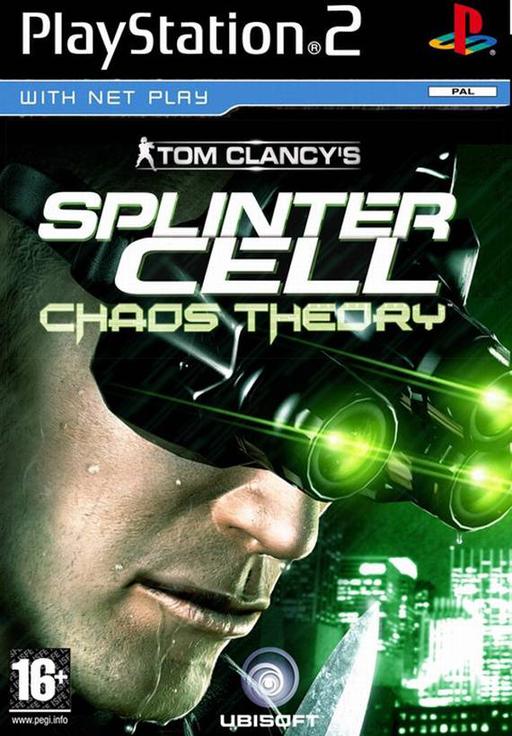 PlayStation®2
WITH NET PLAY
PAL
TOM CLANCY'S
SPLINTER
CELL
CHAOS THEORY
16+
www.pegi.info
UBISOFT